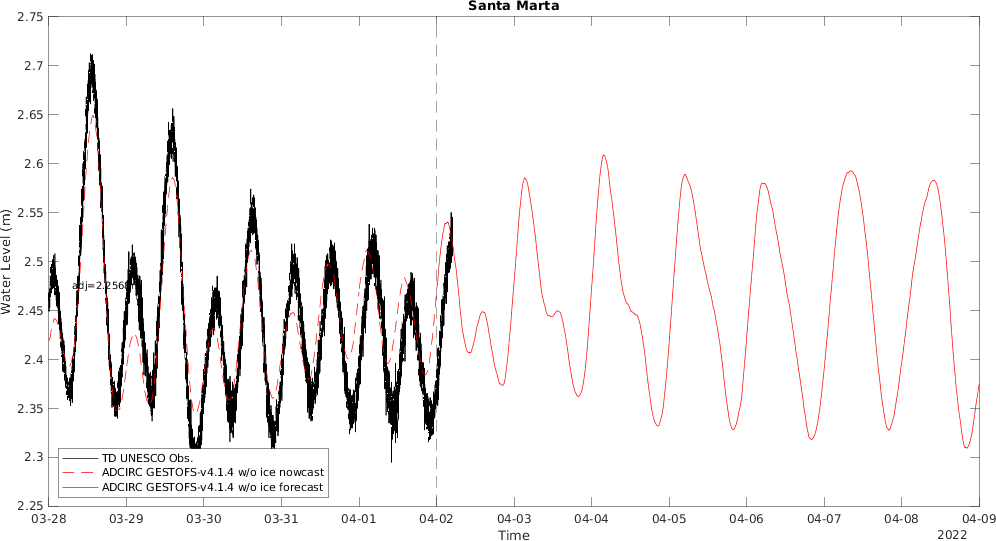 Santa Marta
2.75
2.7
2.65
2.6
2.55
2.5
2.45
2.4
2.35
2.3
2.25
Water Level (m)
TD UNESCO Obs.
ADCIRC GESTOFS-v4.1.4 w/o ice nowcast
ADCIRC GESTOFS-v4.1.4 w/o ice forecast
03-28 03-29 03-30 03-31 04-01 04-02 04-03 04-04 04-05 04-06 04-07 04-08 04-09
Time
2022